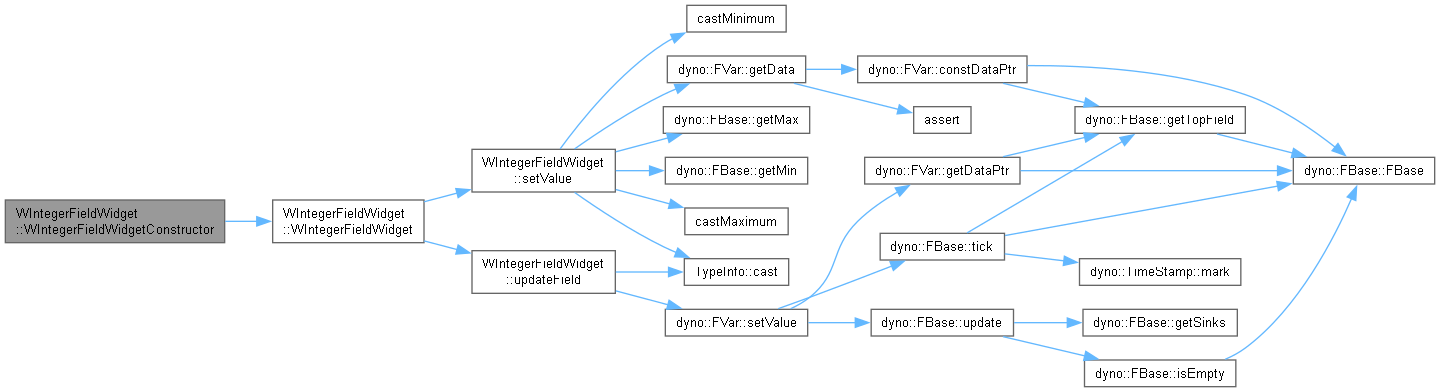 WIntegerFieldWidget
::WIntegerFieldWidgetConstructor
WIntegerFieldWidget
::WIntegerFieldWidget
WIntegerFieldWidget
::setValue
WIntegerFieldWidget
::updateField
castMinimum
dyno::FVar::getData
dyno::FBase::getMax
dyno::FBase::getMin
castMaximum
TypeInfo::cast
dyno::FVar::setValue
dyno::FVar::constDataPtr
assert
dyno::FVar::getDataPtr
dyno::FBase::tick
dyno::FBase::update
dyno::FBase::getTopField
dyno::TimeStamp::mark
dyno::FBase::getSinks
dyno::FBase::isEmpty
dyno::FBase::FBase